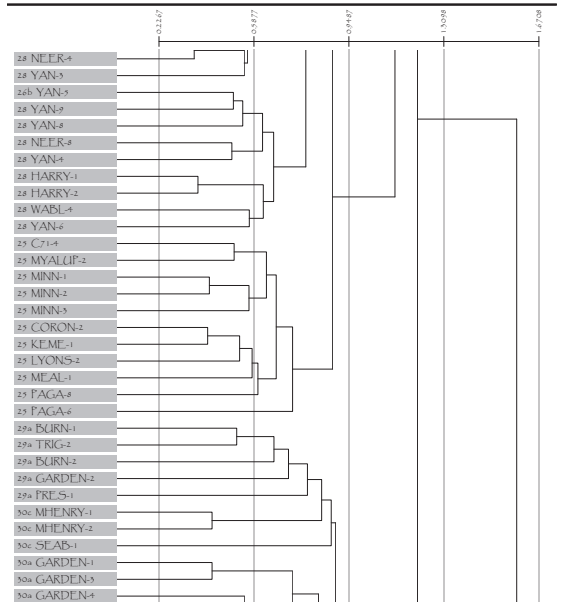 0.2167
0.5877
0.9487
1.3098
1.6708
28 NEER-4
28 YAN-3
26b YAN-5
28 YAN-9
28 YAN-8
28 NEER-8
28 YAN-4
28 HARRY-1
28 HARRY-2
28 WABL-4
28 YAN-6
25 C71-4
25 MYALUP-2
25 MINN-1
25 MINN-2
25 MINN-3
25 CORON-2
25 KEME-1
25 LYONS-2
25 MEAL-1
25 PAGA-8
25 PAGA-6
29a BURN-1
29a TRIG-2
29a BURN-2
29a GARDEN-2
29a PRES-1
30c MHENRY-1
30c MHENRY-2
30c SEAB-1
30a GARDEN-1
30a GARDEN-3
30a GARDEN-4